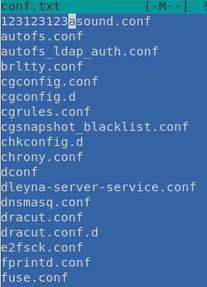 conf.txt [-M--]
123123123asound.conf
autofs.conf
autofs_ldap_auth.conf
brltty.conf
cgconfig.conf
cgconfig.d
cgrules.conf
cgsnapshot_blacklist.conf
chkconfig.d
chrony.conf
dconf
dleyna-server-service.conf
dnsmasq.conf
dracut.conf
dracut.conf.d
e2fsck.conf
fprintd.conf
fuse.conf